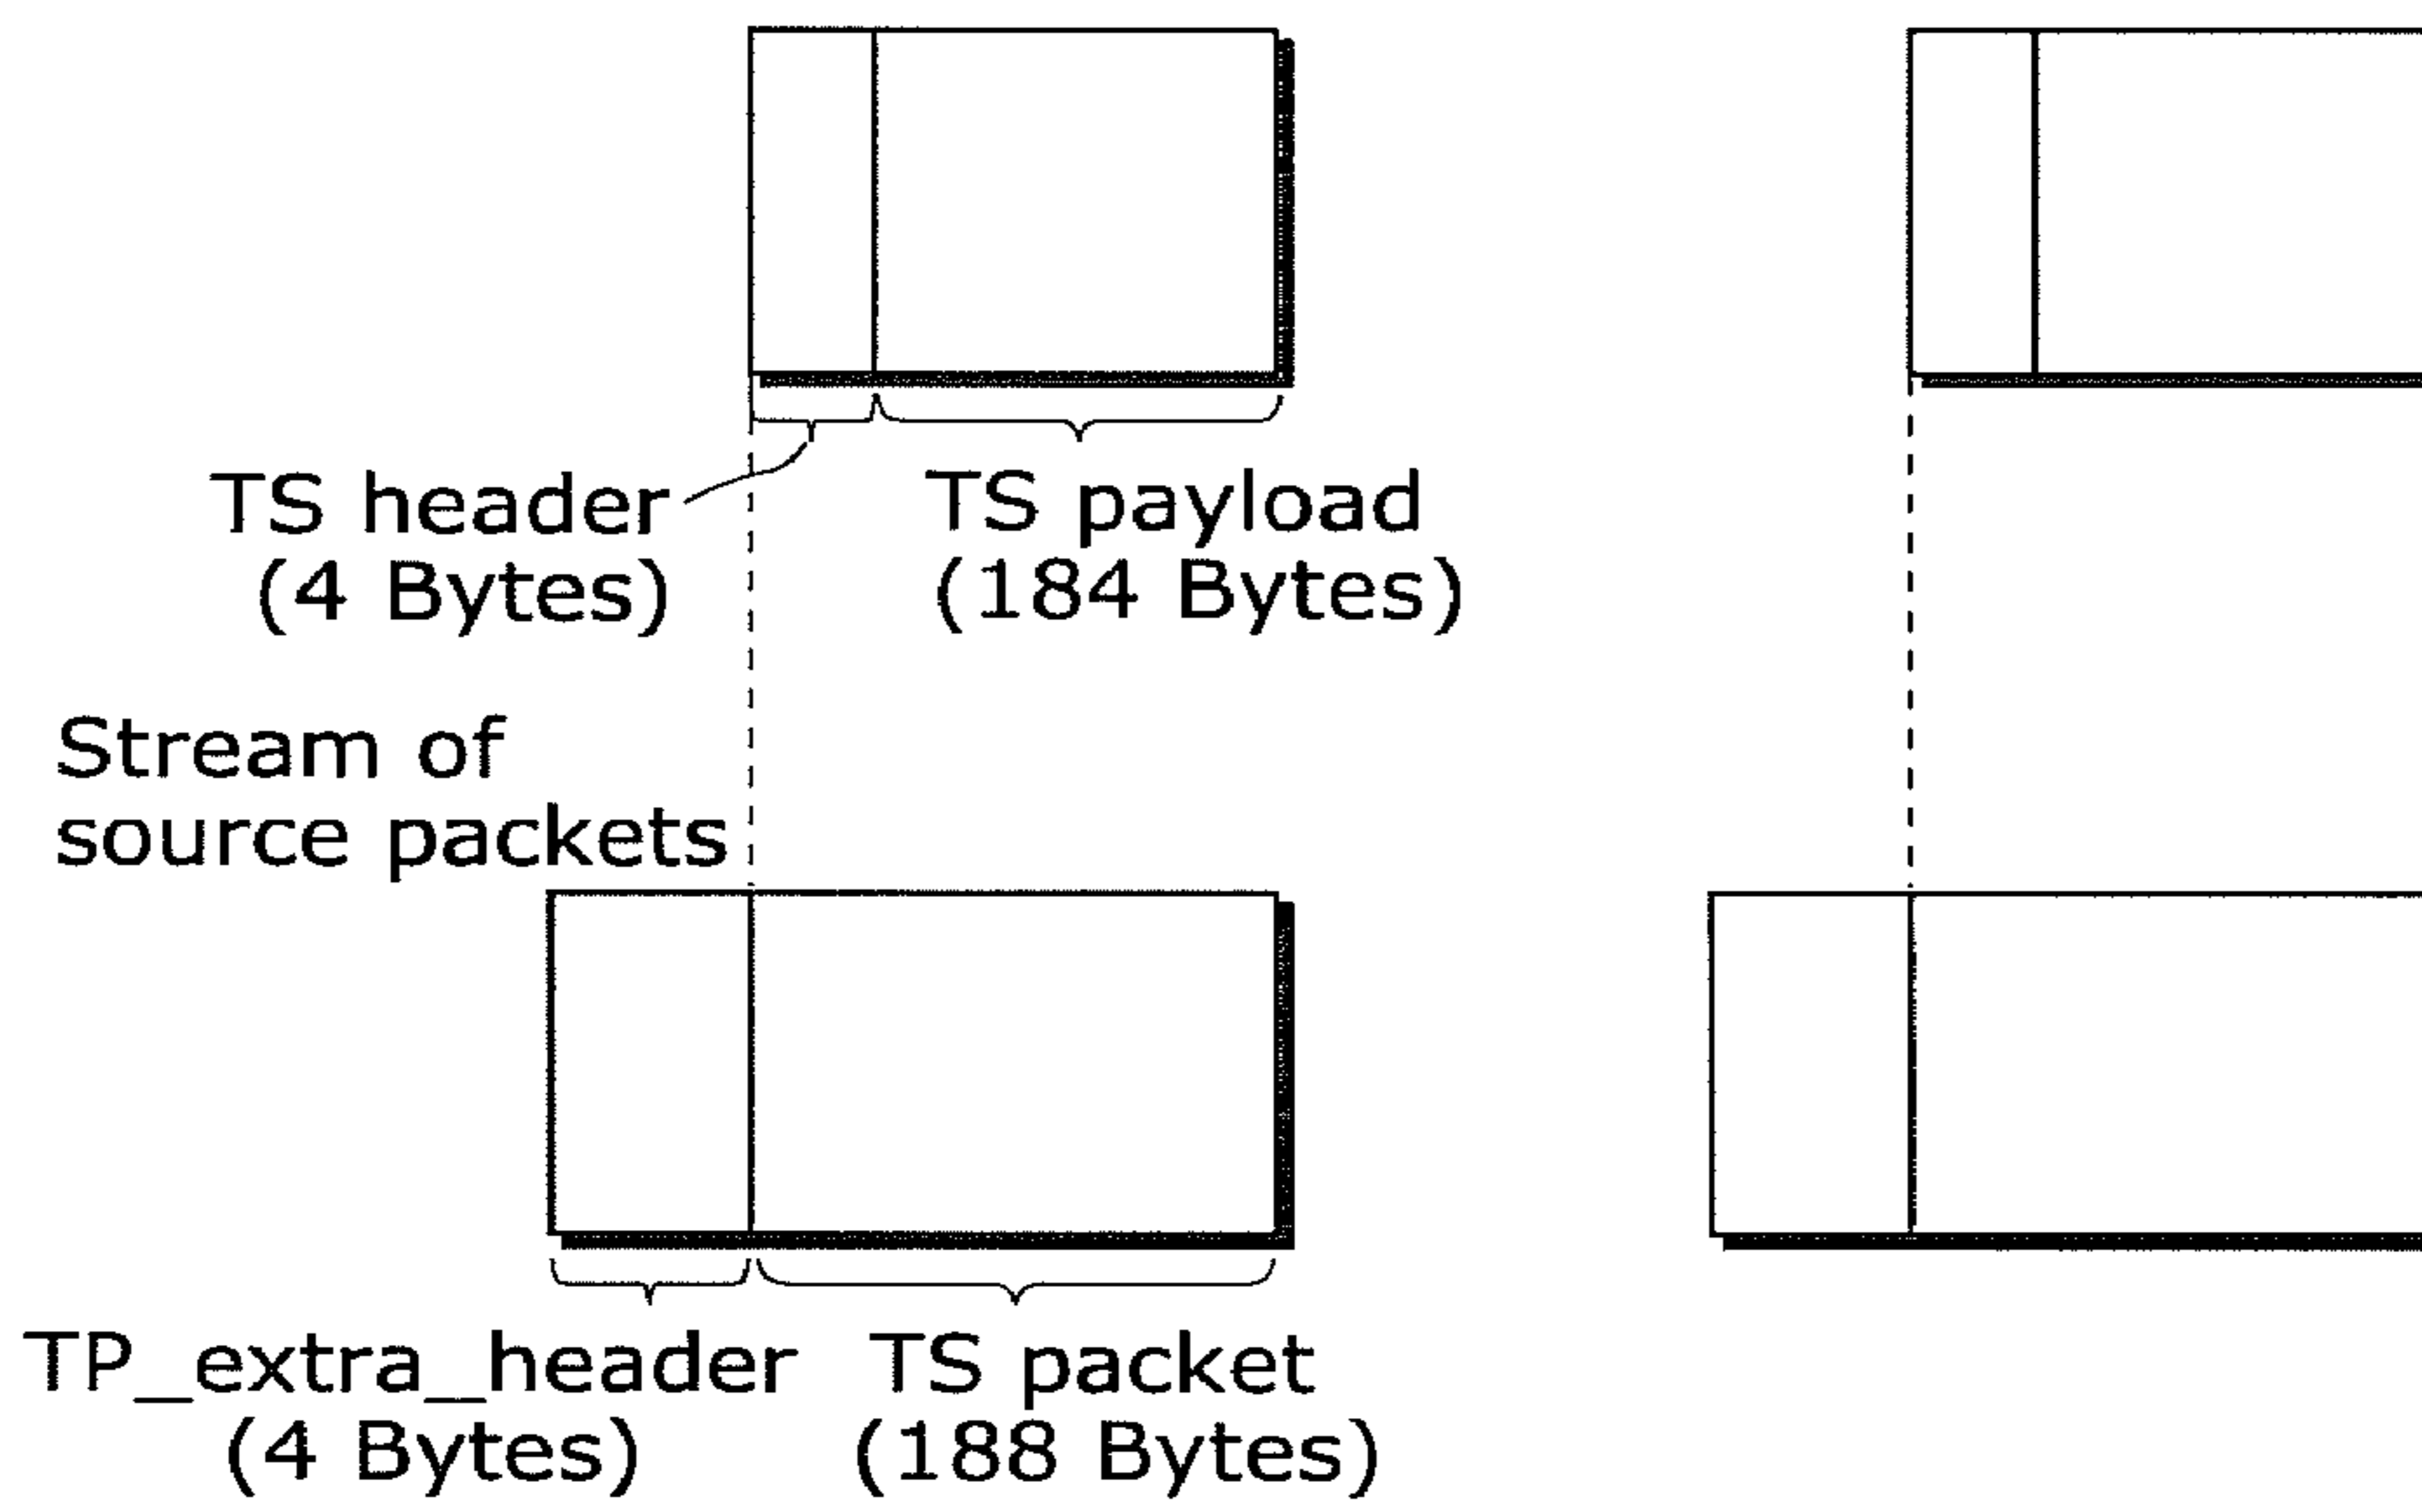 TS header
(4 Bytes)
TS payload
(184 Bytes)
Stream of
source packets
TP_extra_header
(4 Bytes)
TS packet
(188 Bytes)